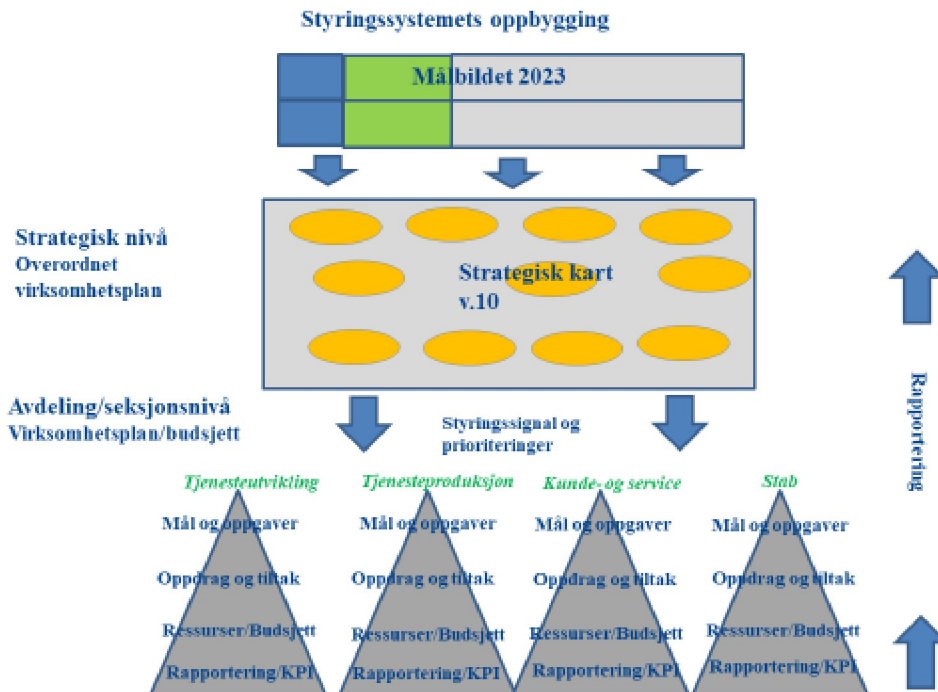 Styringssystemets oppbygging
Målbildet 2023
Strategisk nivå
Overordnet
virksomhetsplan
Strategisk kart
v.10
Rapportering
Avdeling/seksjonsnivå
Virksomhetsplan/budsjett
Styringssignal og
prioriteringer
Tjenesteutvikling
Mål og oppgaver
Oppdrag og tiltak
Ressurser/Budsjett
Rapportering/KPI
Tjenesteproduksjon
Mål og oppgaver
Oppdrag og tiltak
Ressurser/Budsjett
Rapportering/KPI
Kunde- og service
Mål og oppgaver
Oppdrag og tiltak
Ressurser/Budsjett
Rapportering/KPI
Stab
Mål og oppgaver
Oppdrag og tiltak
Ressurser/Budsjett
Rapportering/KPI